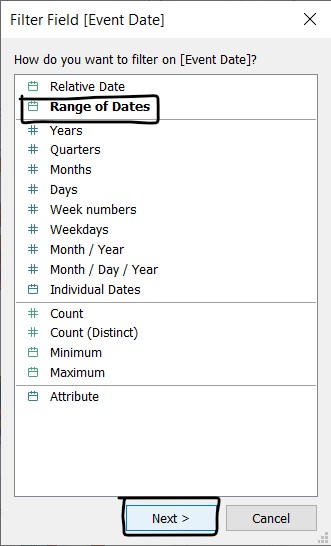 Filter Field [Event Date]
How do you want to filter on [Event Date]?
Relative Date
Range of Dates
Years
Quarters
Months
Days
Week numbers
Weekdays
Month / Year
Month / Day / Year
Individual Dates
Count
Count (Distinct)
Minimum
Maximum
Attribute
Next >
Cancel